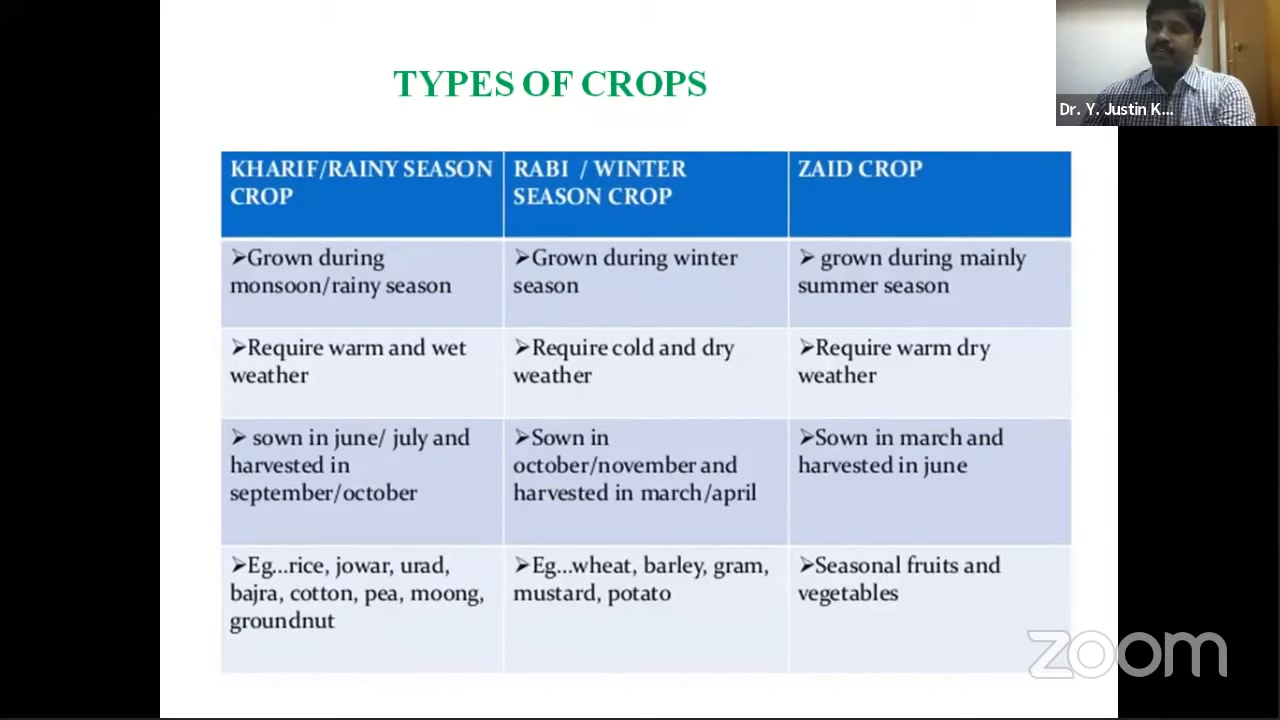 TYPES OF CROPS
Dr. Y. Justin K...
KHARIF/RAINY SEASON
CROP
RABI / WINTER
SEASON CROP
ZAID CROP
➢Grown during
monsoon/rainy season
➢Grown during winter
season
➢ grown during mainly
summer season
➢Require warm and wet
weather
➢Require cold and dry
weather
➢Require warm dry
weather
➢ sown in june/ july and
harvested in
september/october
➢Sown in
october/november and
harvested in march/april
➢Sown in march and
harvested in june
➢Eg...rice, jowar, urad,
bajra, cotton, pea, moong,
groundnut
➢Eg...wheat, barley, gram,
mustard, potato
➢Seasonal fruits and
vegetables
zoom